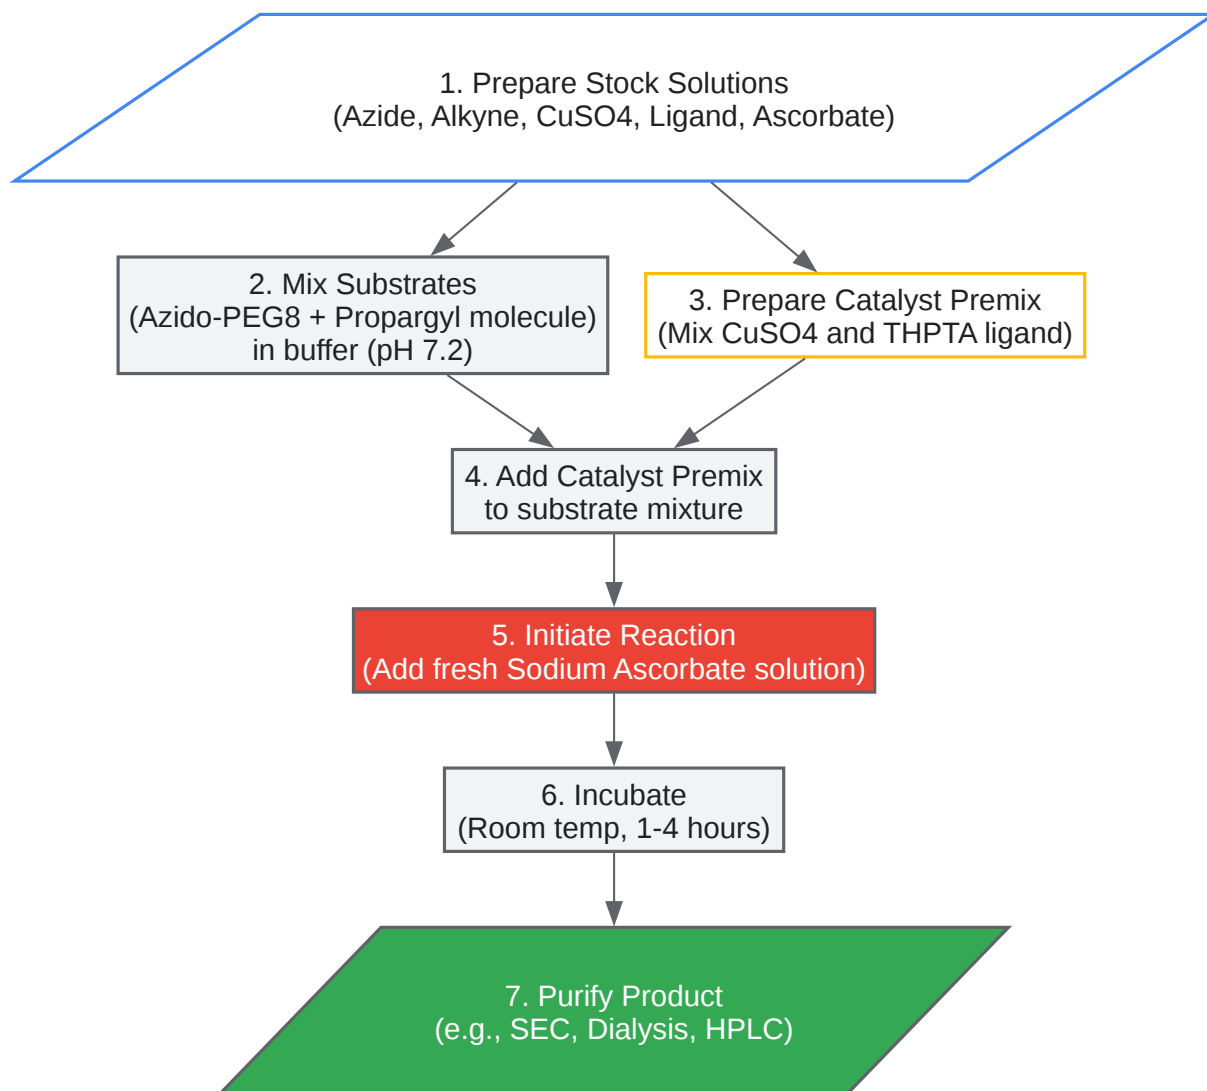 1. Prepare Stock Solutions
(Azide, Alkyne, CuSO4, Ligand, Ascorbate)
2. Mix Substrates
(Azido-PEG8 + Propargyl molecule)
in buffer (pH 7.2)
3. Prepare Catalyst Premix
(Mix CuSO4 and THPTA ligand)
4. Add Catalyst Premix
to substrate mixture
5. Initiate Reaction
(Add fresh Sodium Ascorbate solution)
6. Incubate
(Room temp, 1-4 hours)
7. Purify Product
(e.g., SEC, Dialysis, HPLC)